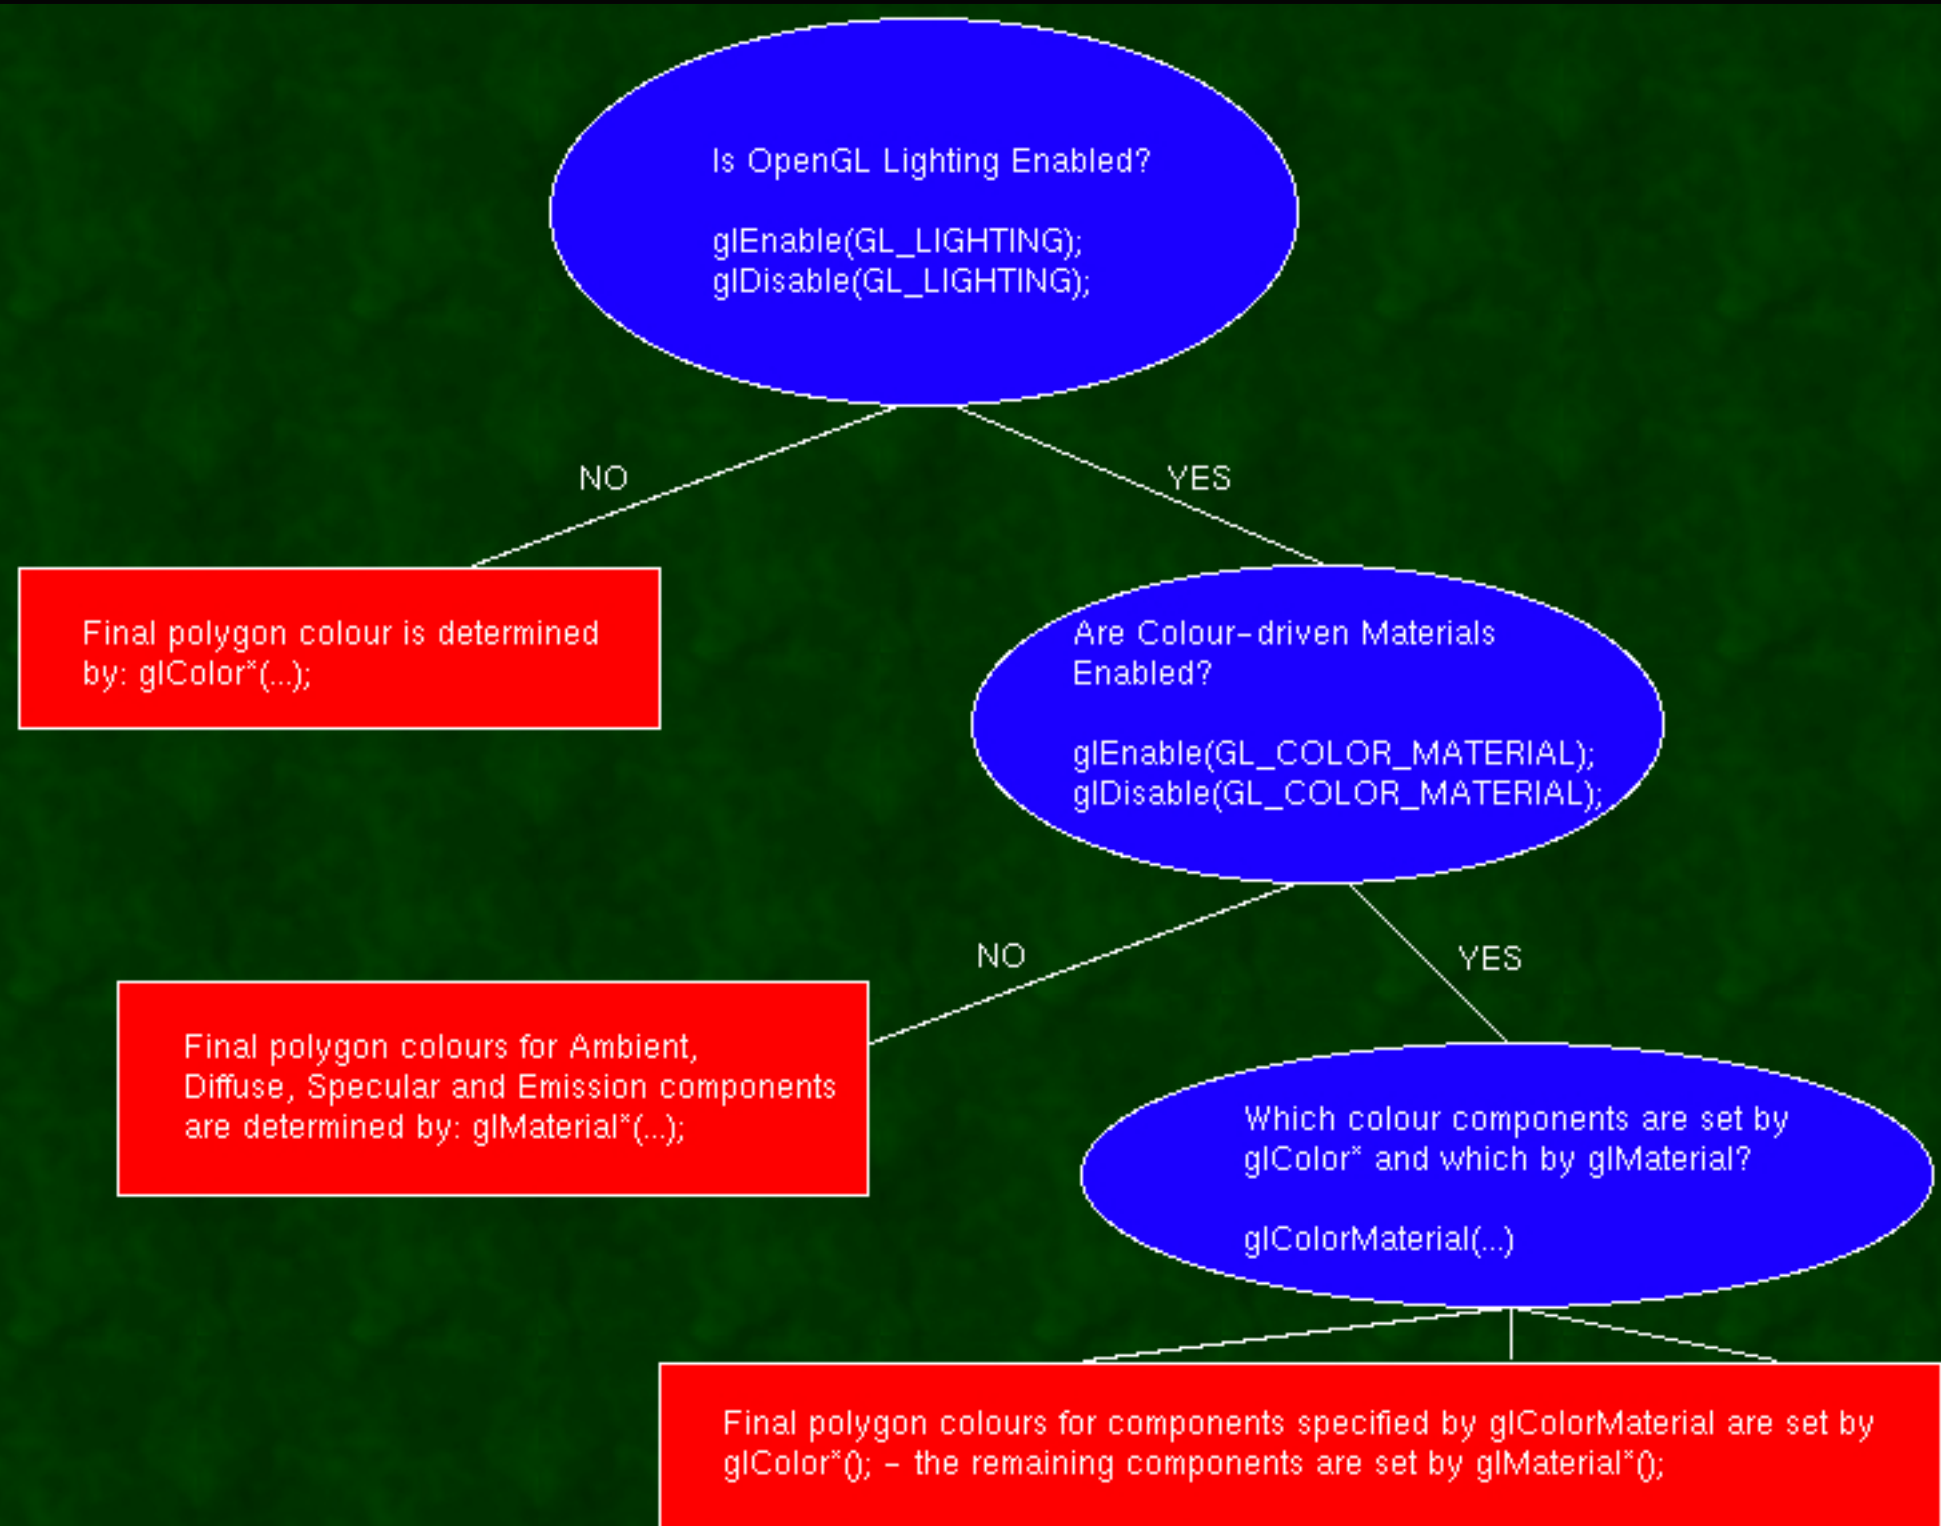 Is OpenGL Lighting Enabled?
glEnable(GL_LIGHTING);
glDisable(GL_LIGHTING);
NO
YES
Final polygon colour is determined
by: glColor*(...);
Are Colour-driven Materials
Enabled?
glEnable(GL_COLOR_MATERIAL);
glDisable(GL_COLOR_MATERIAL);
NO
YES
Final polygon colours for Ambient,
Diffuse, Specular and Emission components
are determined by: glMaterial*(...);
Which colour components are set by
glColor* and which by glMaterial?
glColorMaterial(...)
Final polygon colours for components specified by glColorMaterial are set by
glColor*(); - the remaining components are set by glMaterial*();